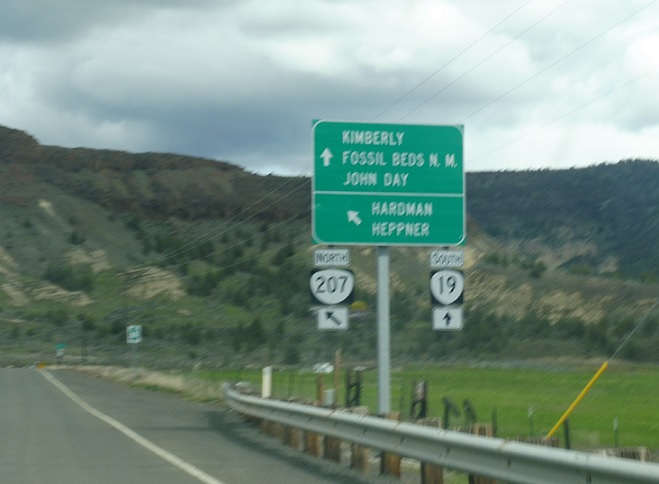 KIMBERLY
FOSSIL BEDS N. M.
JOHN DAY
HARDMAN
HEPPNER
NORTH
207
SOUTH
19